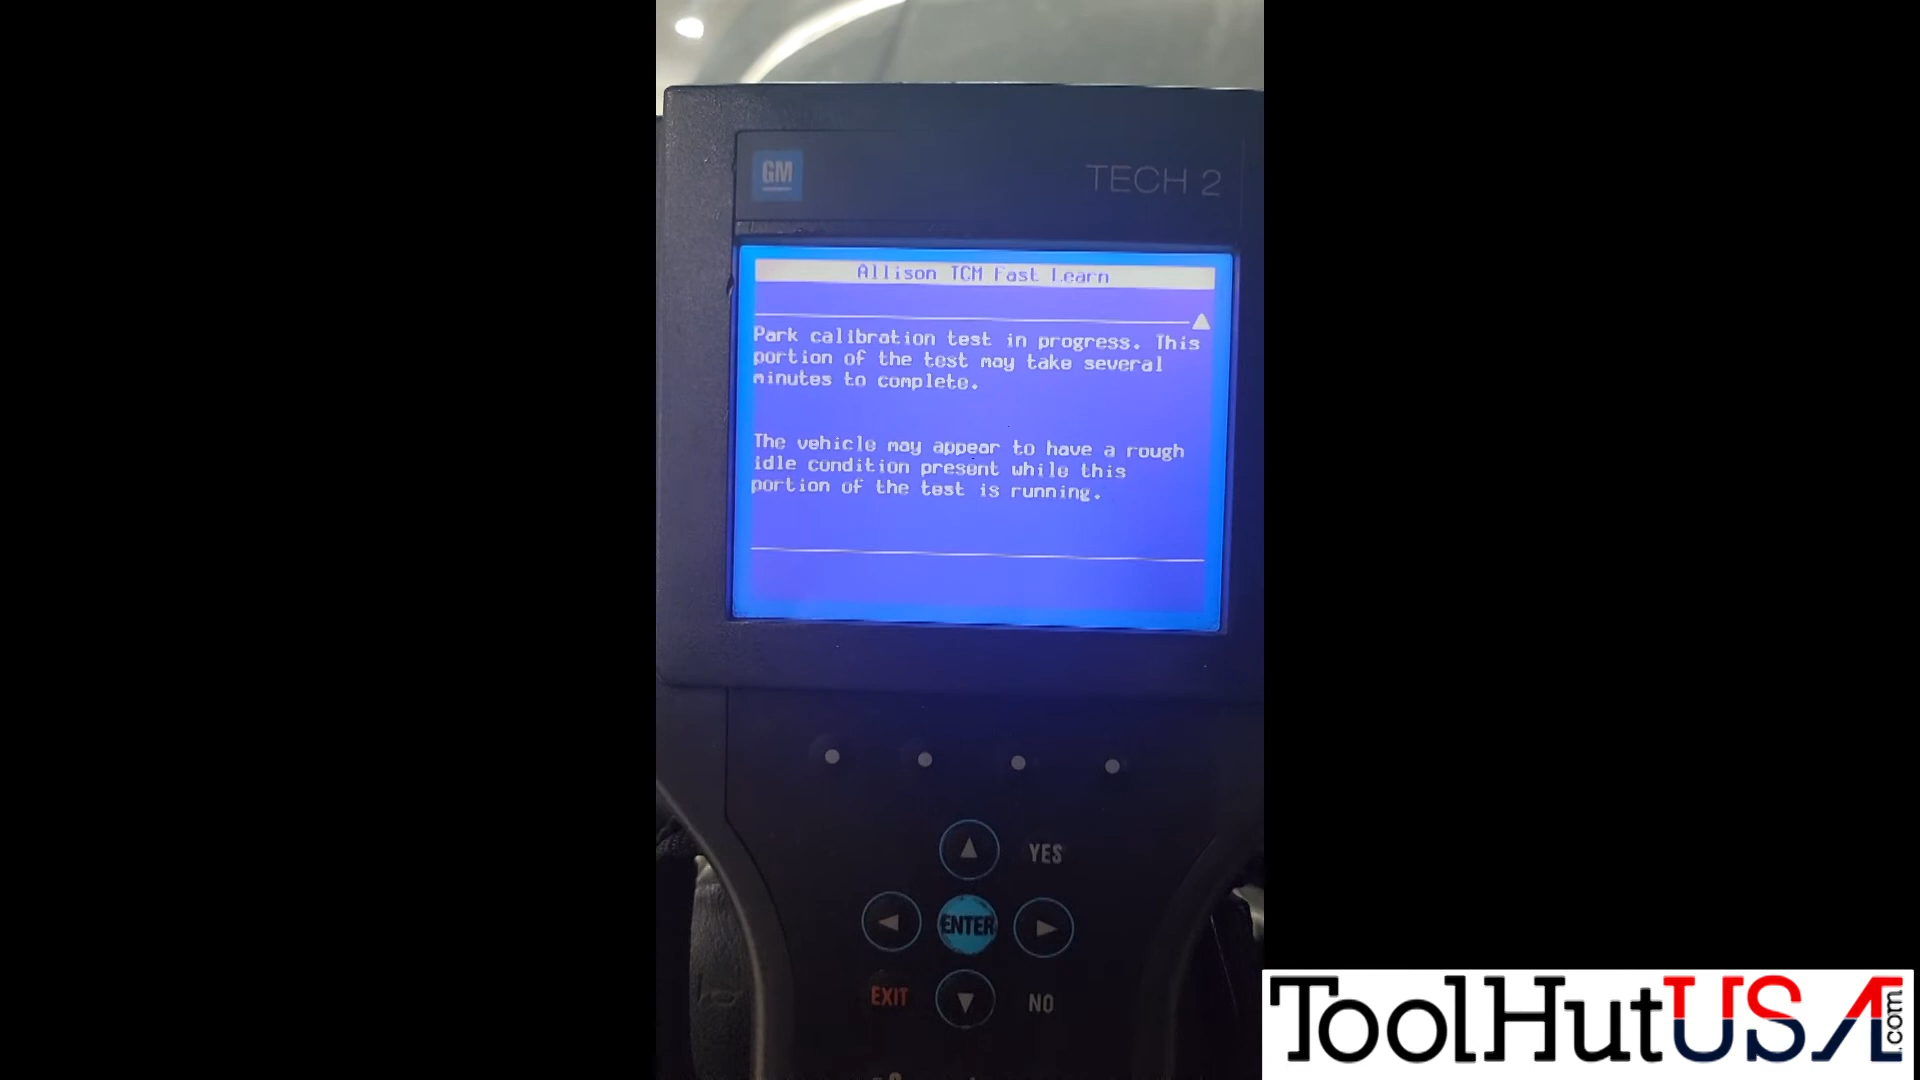 GM
TECH 2
Allison TCM Fast Learn
Park calibration test in progress. This
portion of the test may take several
minutes to complete.
The vehicle may appear to have a rough
idle condition present while this
portion of the test is running.
YES
ENTER
EXIT
NO
ToolHutUSA.com